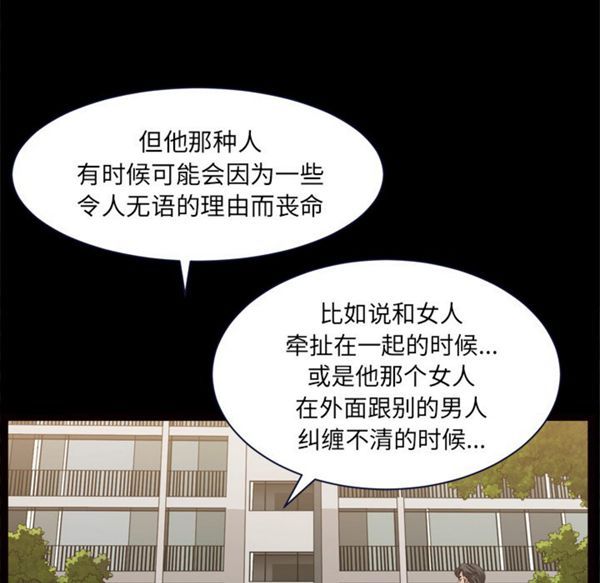 但他那种人
有时候可能会因为一些
令人无语的理由而丧命
比如说和女人
牵扯在一起的时候...
或是他那个女人
在外面跟别的男人
纠缠不清的时候...